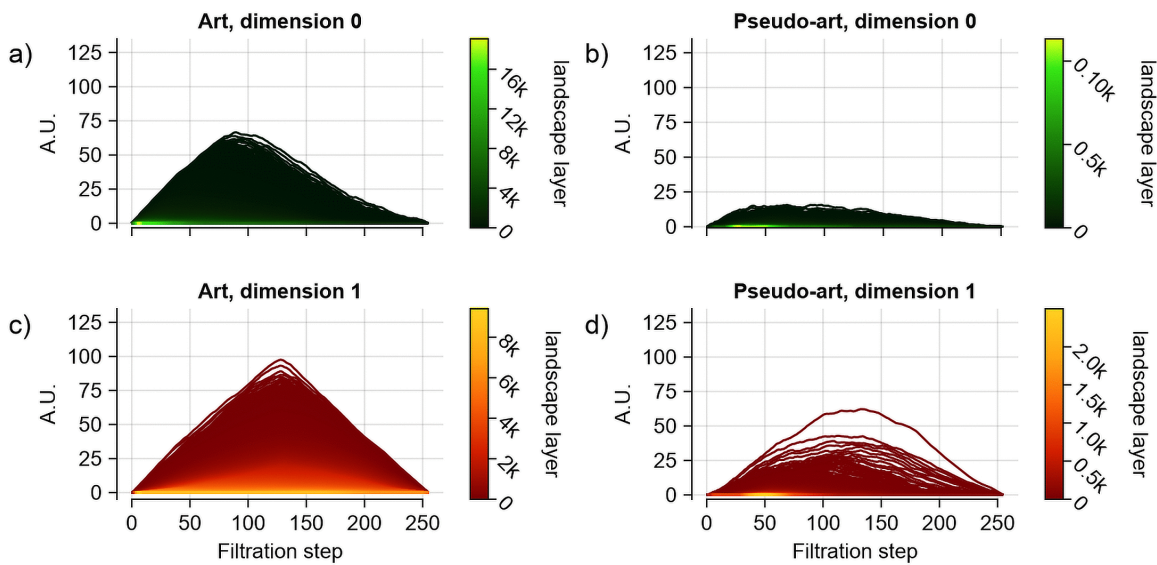 Art, dimension 0
a)
125
100
75
50
25
0
A.U.
16k
12k
8k
4k
0
landscape layer
Pseudo-art, dimension 0
b)
125
100
75
50
25
0
A.U.
0.10k
0.5k
0
landscape layer
Art, dimension 1
c)
125
100
75
50
25
0
A.U.
0
50
100
150
200
250
Filtration step
8k
6k
4k
2k
0
landscape layer
Pseudo-art, dimension 1
d)
125
100
75
50
25
0
A.U.
0
50
100
150
200
250
Filtration step
2.0k
1.5k
1.0k
0.5k
0
landscape layer